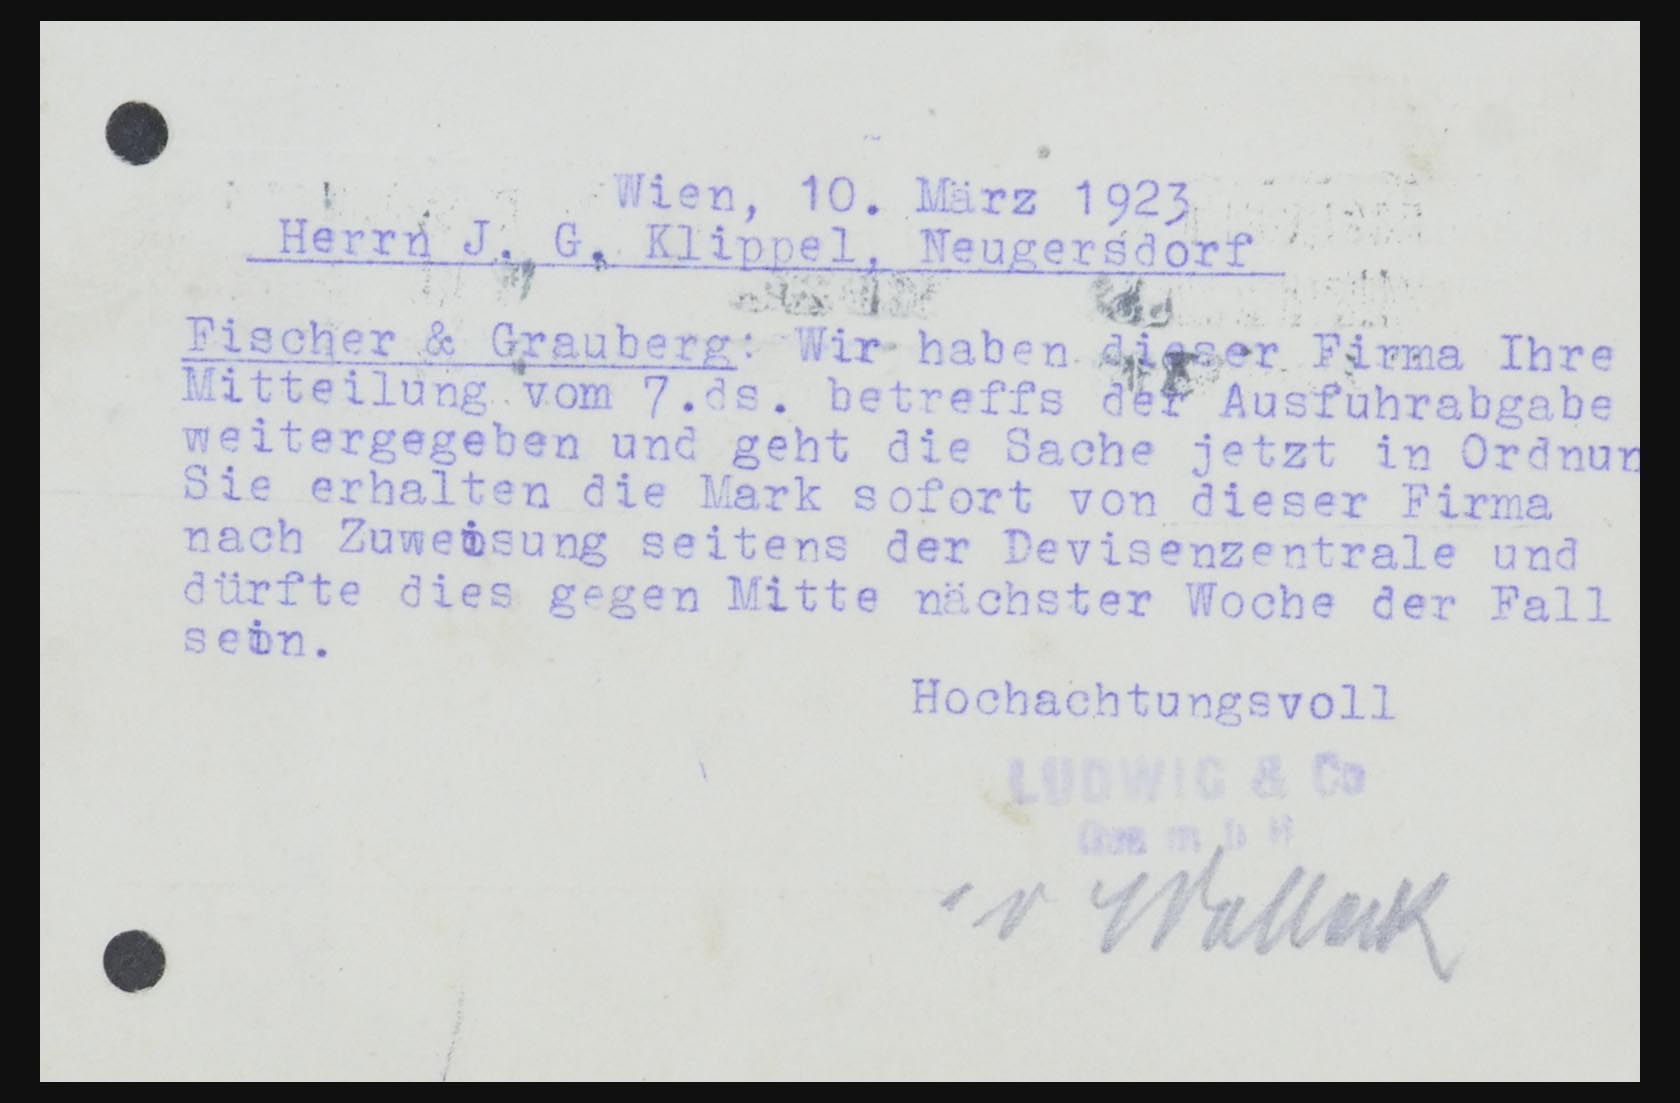 Wien, 10. März 1923
Herrn J. G. Klippel, Neugersdorf
Fischer & Grauberg: Wir haben dieser Firma Ihre
Mitteilung vom 7.ds. betreffs der Ausfuhrabgabe
weitergegeben und geht die Sache jetzt in Ordnun
Sie erhalten die Mark sofort von dieser Firma
nach Zuweisung seitens der Devisenzentrale und
dürfte dies gegen Mitte nächster Woche der Fall
sein.
Hochachtungsvoll
LUDWIG & Co
m b H
Wallack